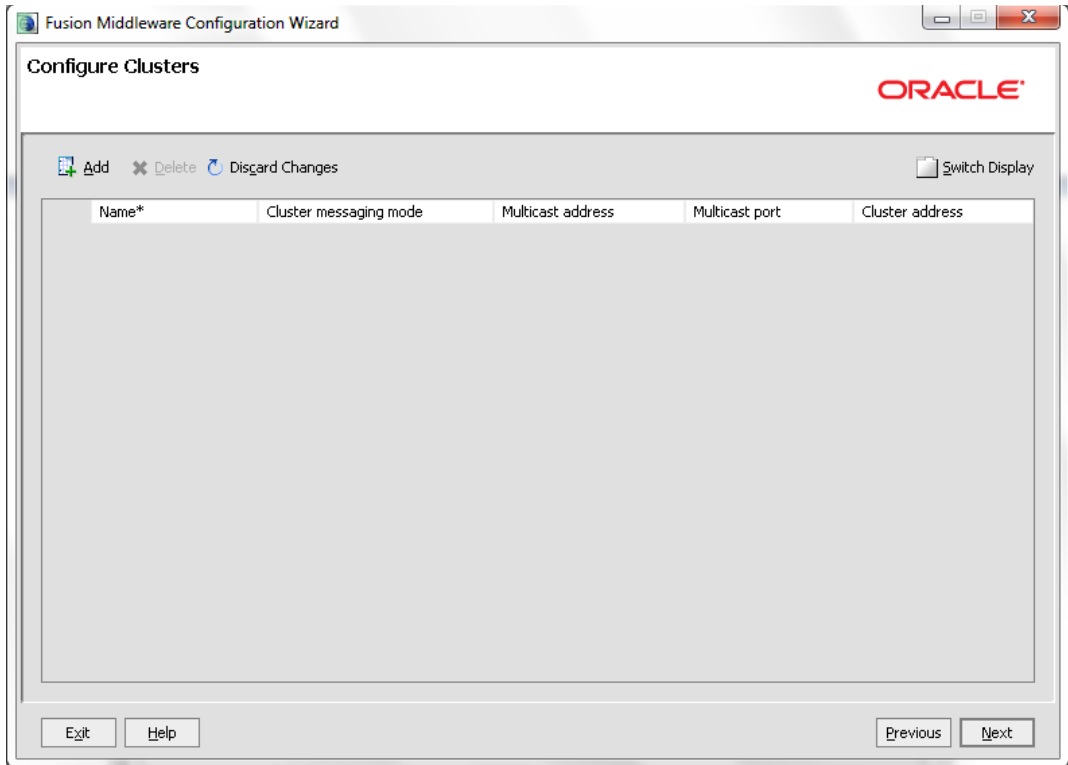 Fusion Middleware Configuration Wizard
Configure Clusters
ORACLE
Add Delete Discard Changes Switch Display
Name* Cluster messaging mode Multicast address Multicast port Cluster address
Exit Help Previous Next